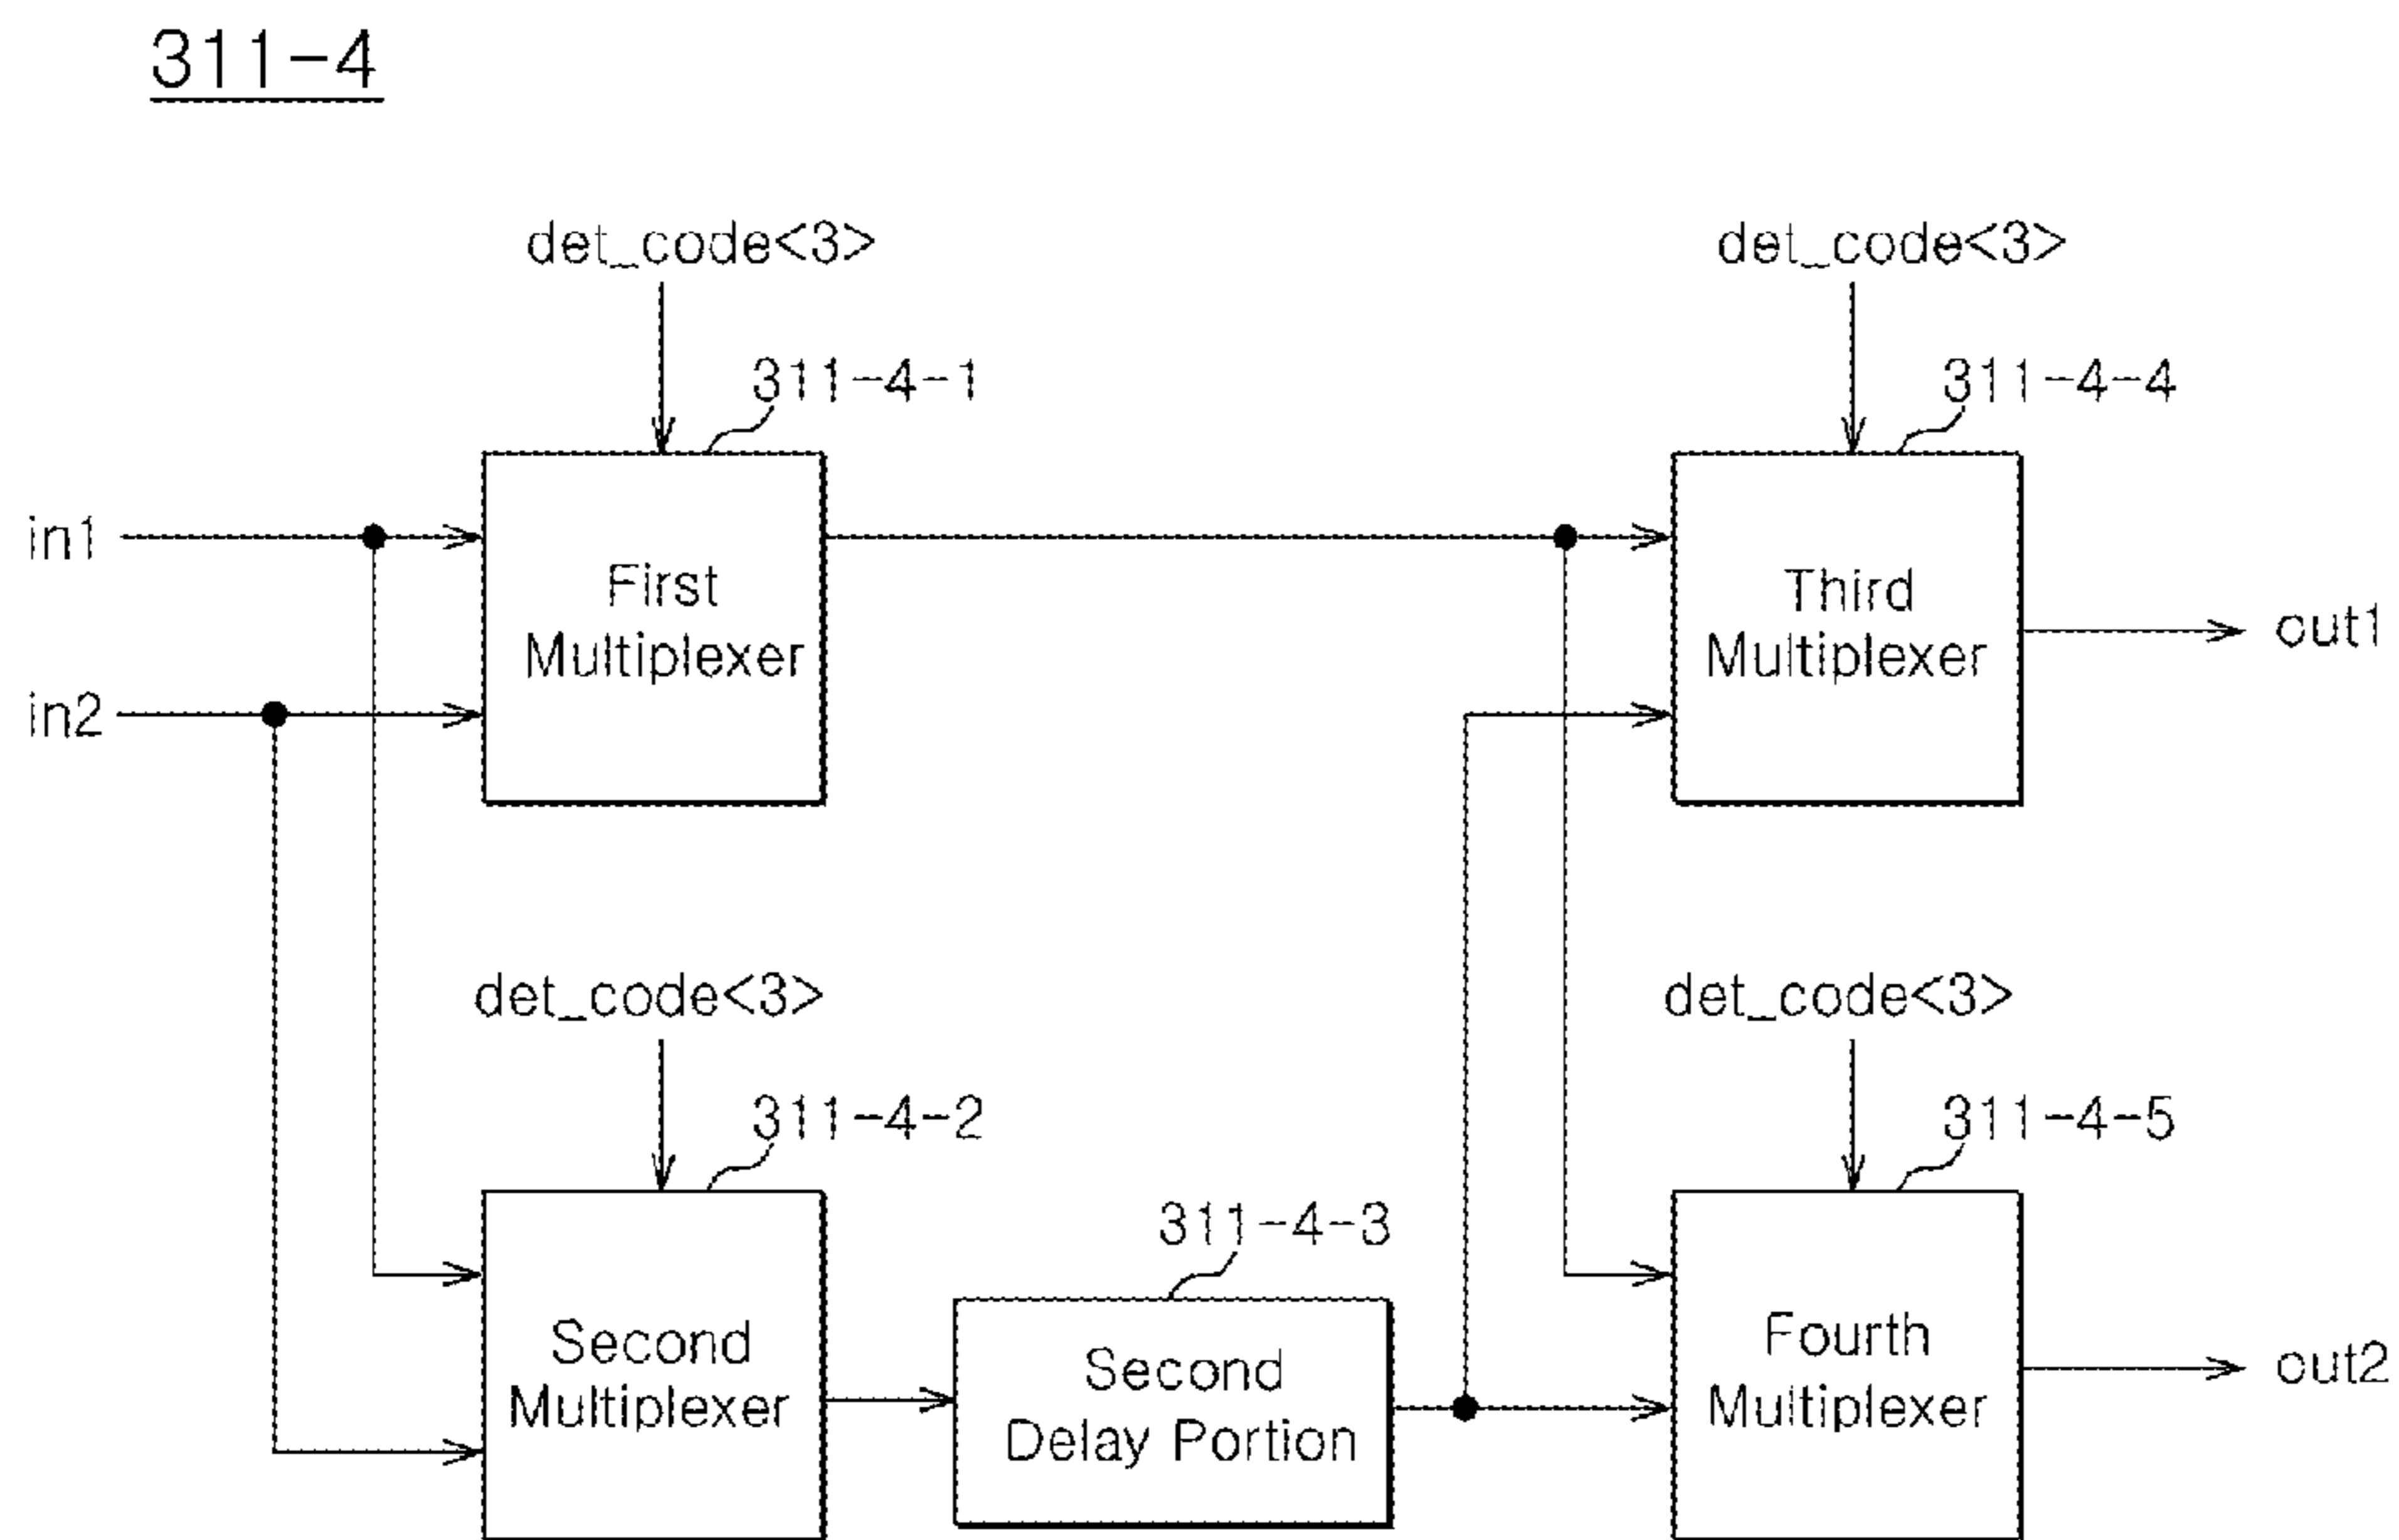 311-4
det_code<3>
det_code<3>
311-4-1
311-4-4
in1
First
Multiplexer
Third
Multiplexer
out1
in2
det_code<3>
det_code<3>
311-4-2
311-4-5
311-4-3
Second
Multiplexer
Second
Delay Portion
Fourth
Multiplexer
out2